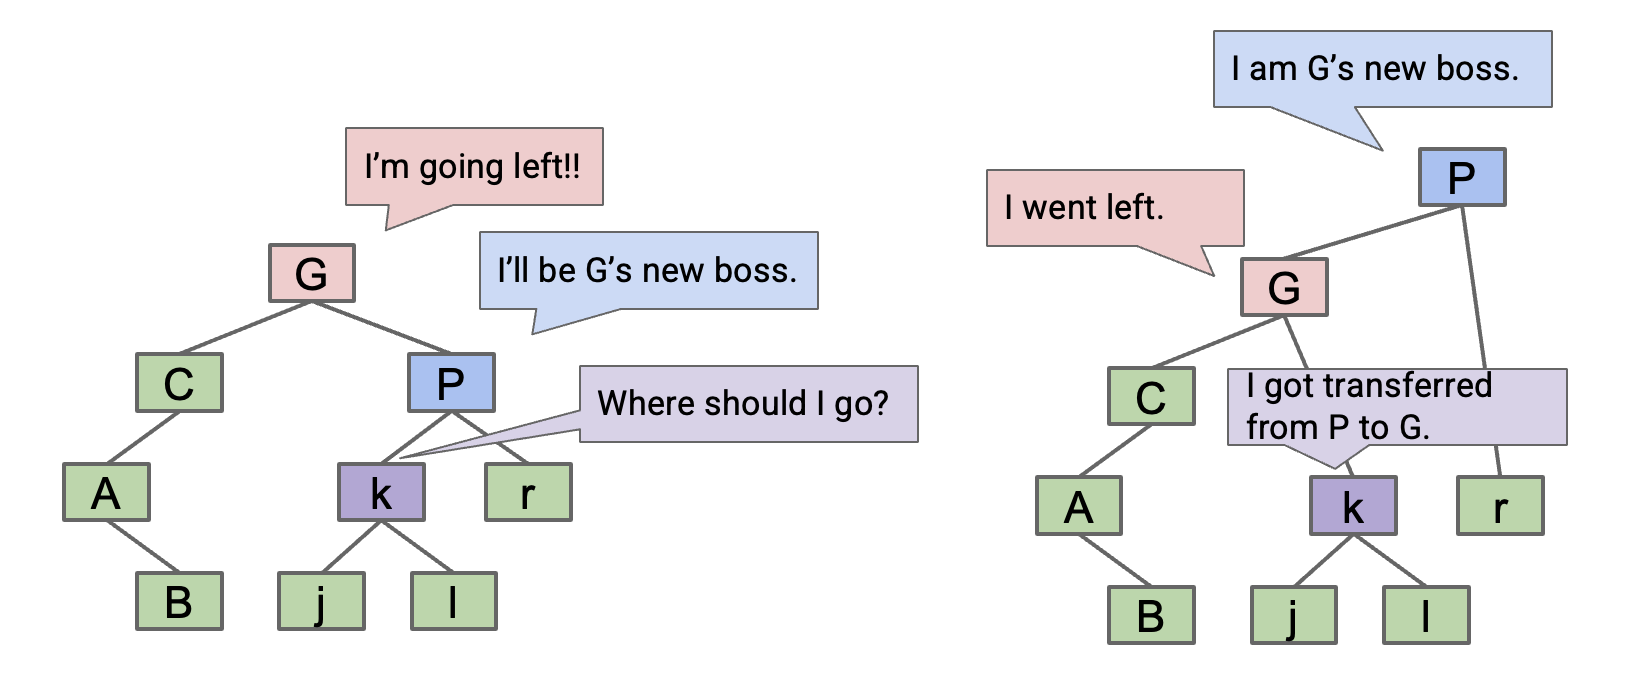 I'm going left!!
G
I'll be G's new boss.
C
P
Where should I go?
A
k
r
B
j
l
I am G's new boss.
P
I went left.
G
C
I got transferred
from P to G.
A
k
r
B
j
l